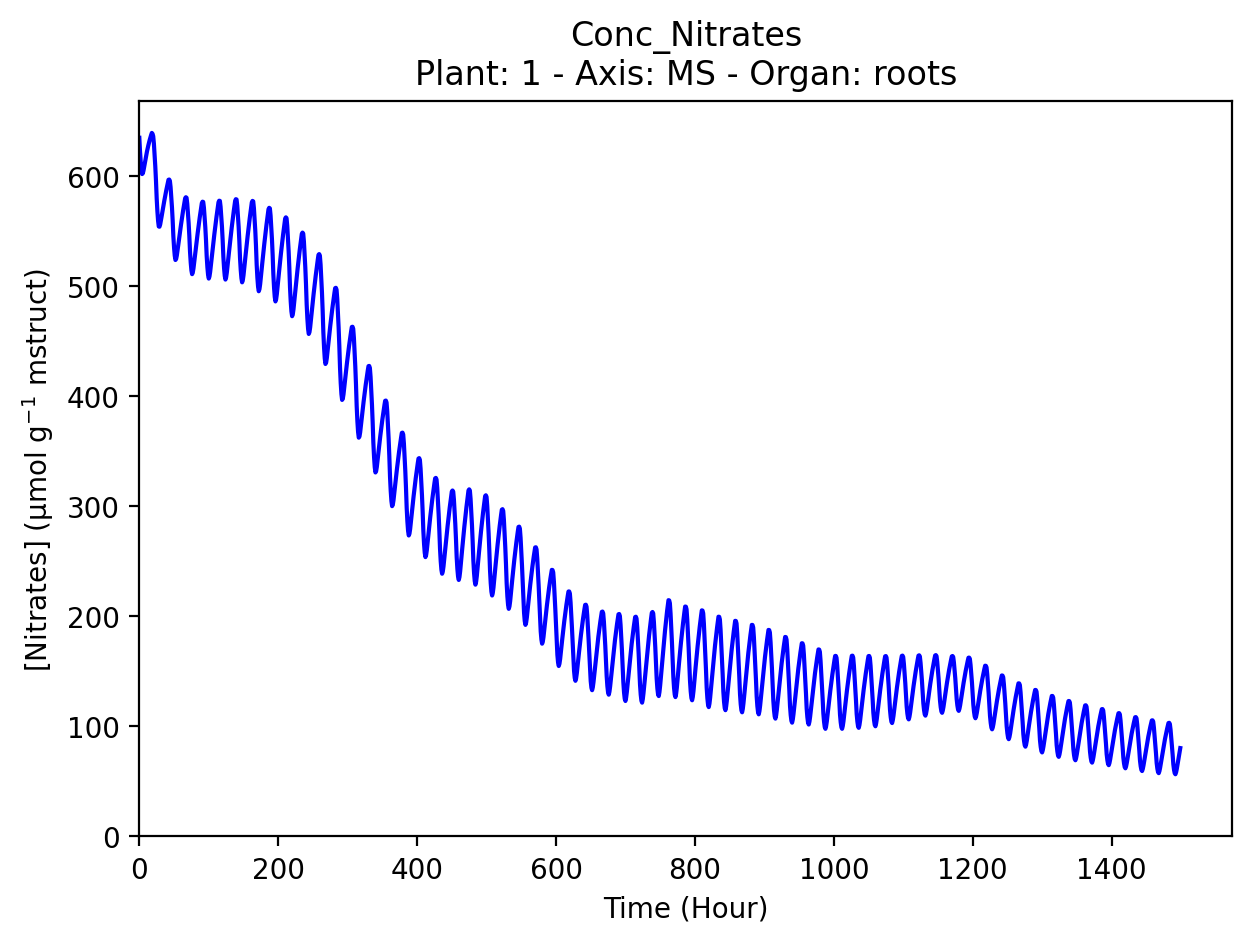 Conc_Nitrates
Plant: 1 - Axis: MS - Organ: roots
[Nitrates] (µmol g⁻¹ mstruct)
600
500
400
300
200
100
0
0 200 400 600 800 1000 1200 1400
Time (Hour)